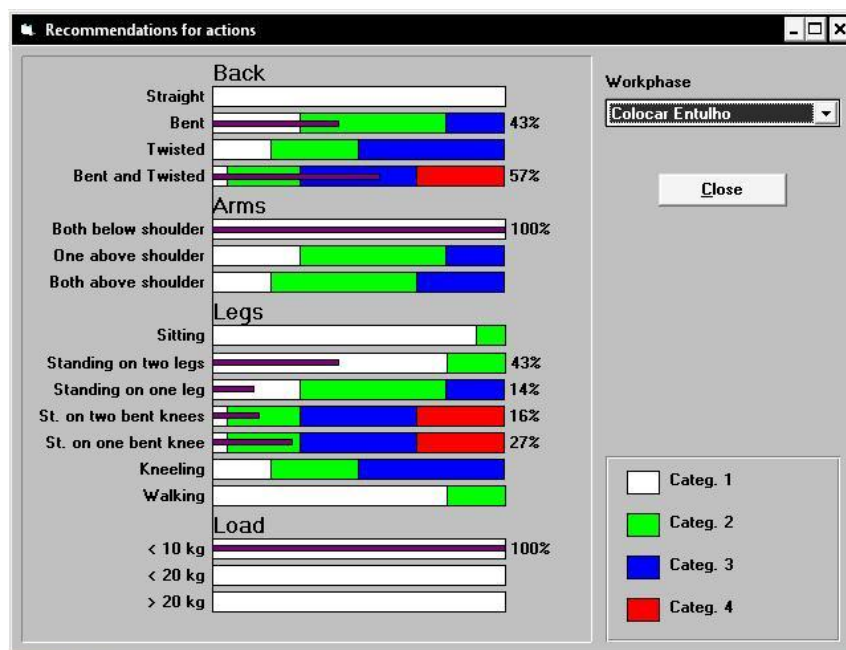 Recommendations for actions
Back
Straight
Bent 43%
Twisted
Bent and Twisted 57%
Arms
Both below shoulder 100%
One above shoulder
Both above shoulder
Legs
Sitting
Standing on two legs 43%
Standing on one leg 14%
St. on two bent knees 16%
St. on one bent knee 27%
Kneeling
Walking
Load
< 10 kg 100%
< 20 kg
> 20 kg
Workphase
Colocar Entulho
Close
Categ. 1
Categ. 2
Categ. 3
Categ. 4